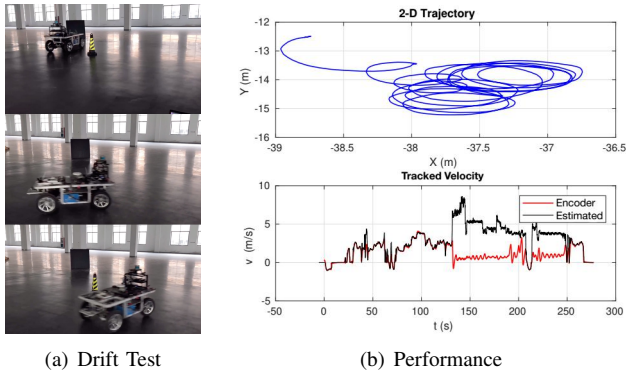 2-D Trajectory
-12
-13
-14
-15
-16
Y (m)
-39 -38.5 -38 -37.5 -37 -36.5
X (m)
Tracked Velocity
10
5
0
-5
v (m/s)
Encoder
Estimated
-50 0 50 100 150 200 250 300
t (s)
(a) Drift Test
(b) Performance